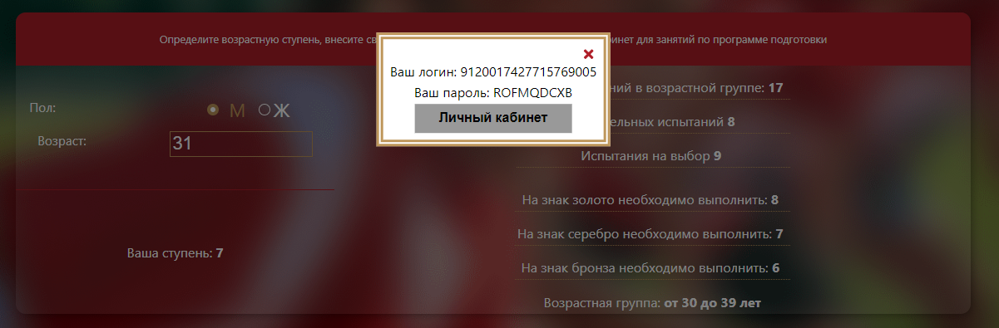 Определите возрастную ступень, внесите св
инет для занятий по программе подготовки
Ваш логин: 9120017427715769005
Ваш пароль: ROFMQDCXB
Личный кабинет
Пол:
М Ж
Возраст:
31
Ваша ступень: 7
ний в возрастной группе: 17
ельных испытаний 8
Испытания на выбор 9
На знак золото необходимо выполнить: 8
На знак серебро необходимо выполнить: 7
На знак бронза необходимо выполнить: 6
Возрастная группа: от 30 до 39 лет